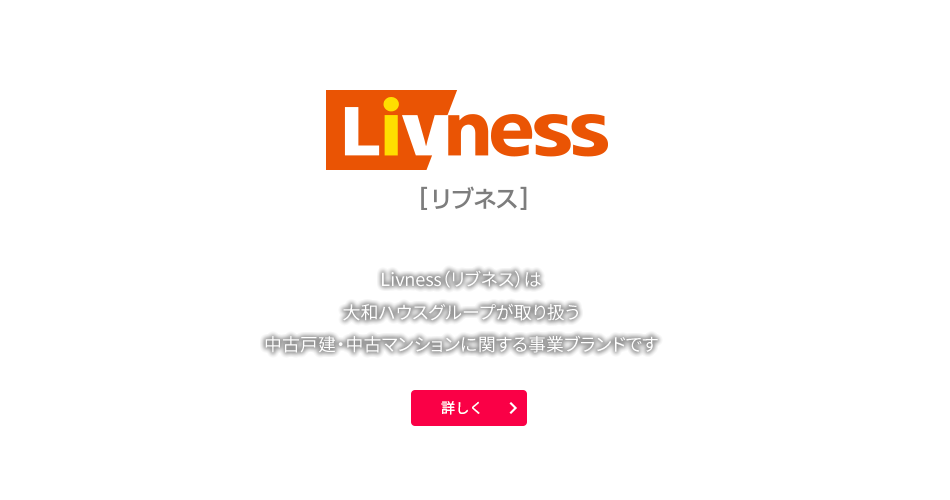 Livness
[リブネス]
Livness（リブネス）は
大和ハウスグループが取り扱う
中古戸建・中古マンションに関する事業ブランドです
詳しく